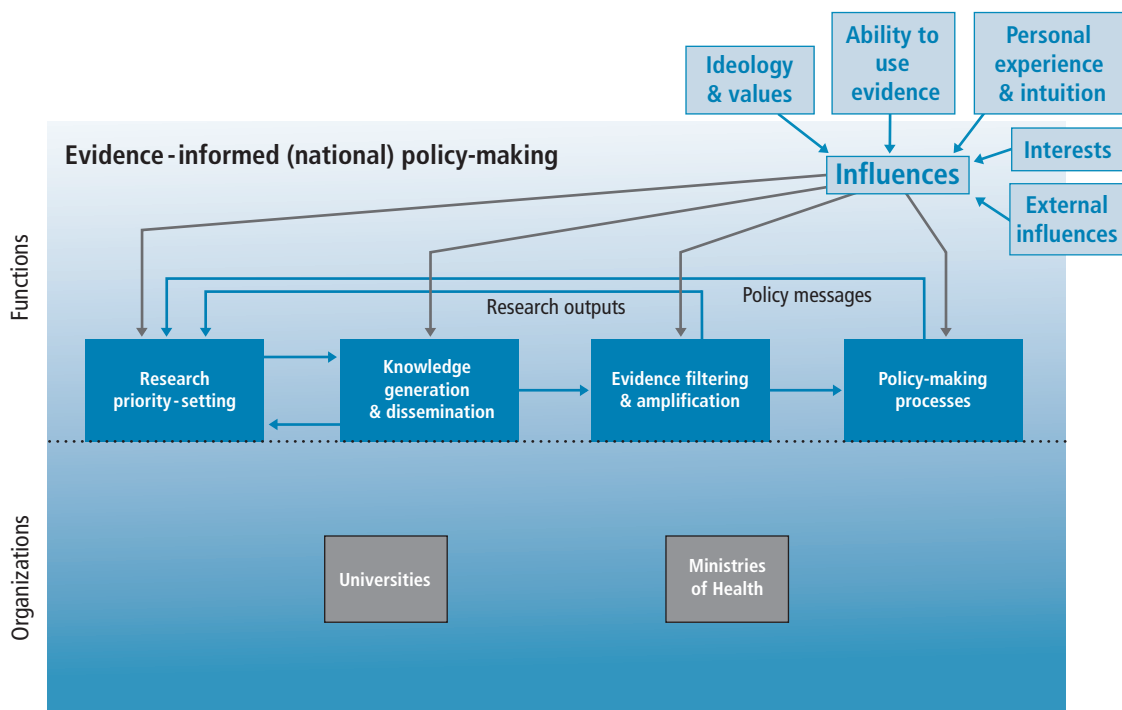 Ideology
& values
Ability to
use
evidence
Personal
experience
& intuition
Evidence-informed (national) policy-making
Influences
Interests
External
influences
Functions
Research outputs
Policy messages
Research
priority-setting
Knowledge
generation
& dissemination
Evidence filtering
& amplification
Policy-making
processes
Organizations
Universities
Ministries
of Health